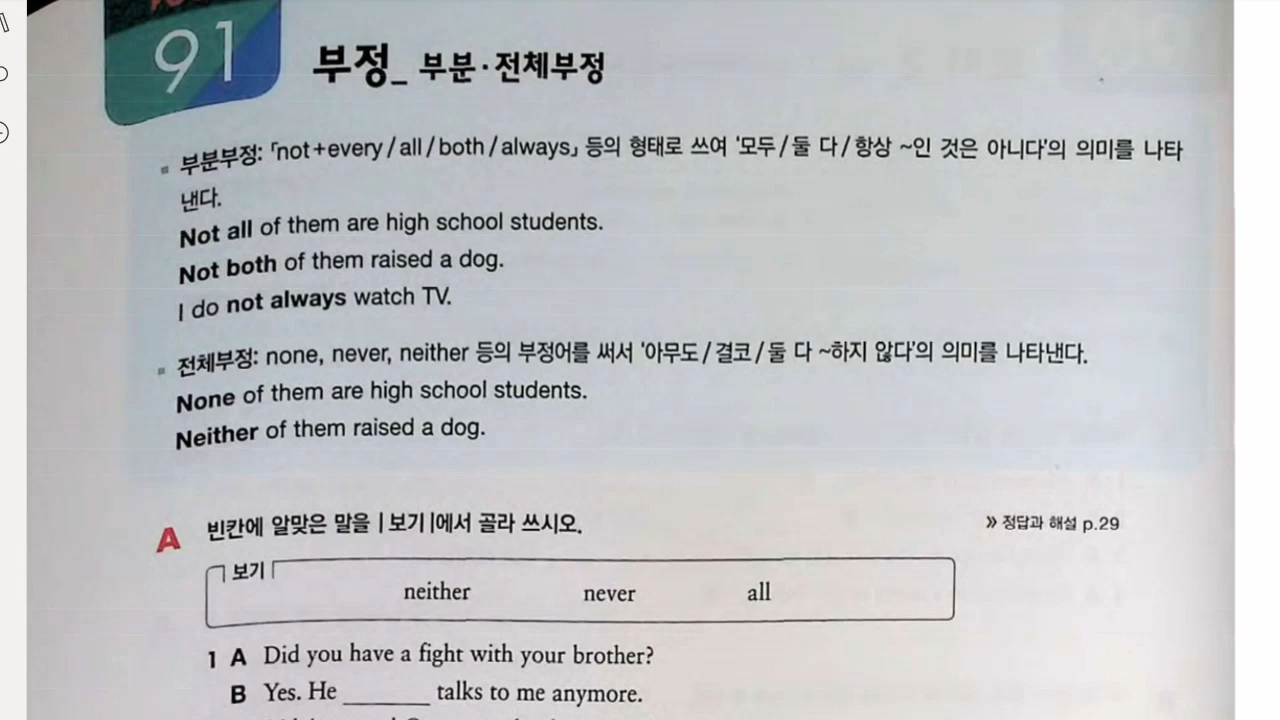 91
부정_ 부분·전체부정
부분부정: 「not+every/all/both/always」 등의 형태로 쓰여 '모두/둘 다/항상 ~인 것은 아니다'의 의미를 나타
낸다.
Not all of them are high school students.
Not both of them raised a dog.
I do not always watch TV.
전체부정: none, never, neither 등의 부정어를 써서 '아무도/결코/둘 다 ~하지 않다'의 의미를 나타낸다.
None of them are high school students.
Neither of them raised a dog.
A 빈칸에 알맞은 말을 |보기|에서 골라 쓰시오. » 정답과 해설 p.29
보기
neither never all
1 A Did you have a fight with your brother?
B Yes. He ______ talks to me anymore.